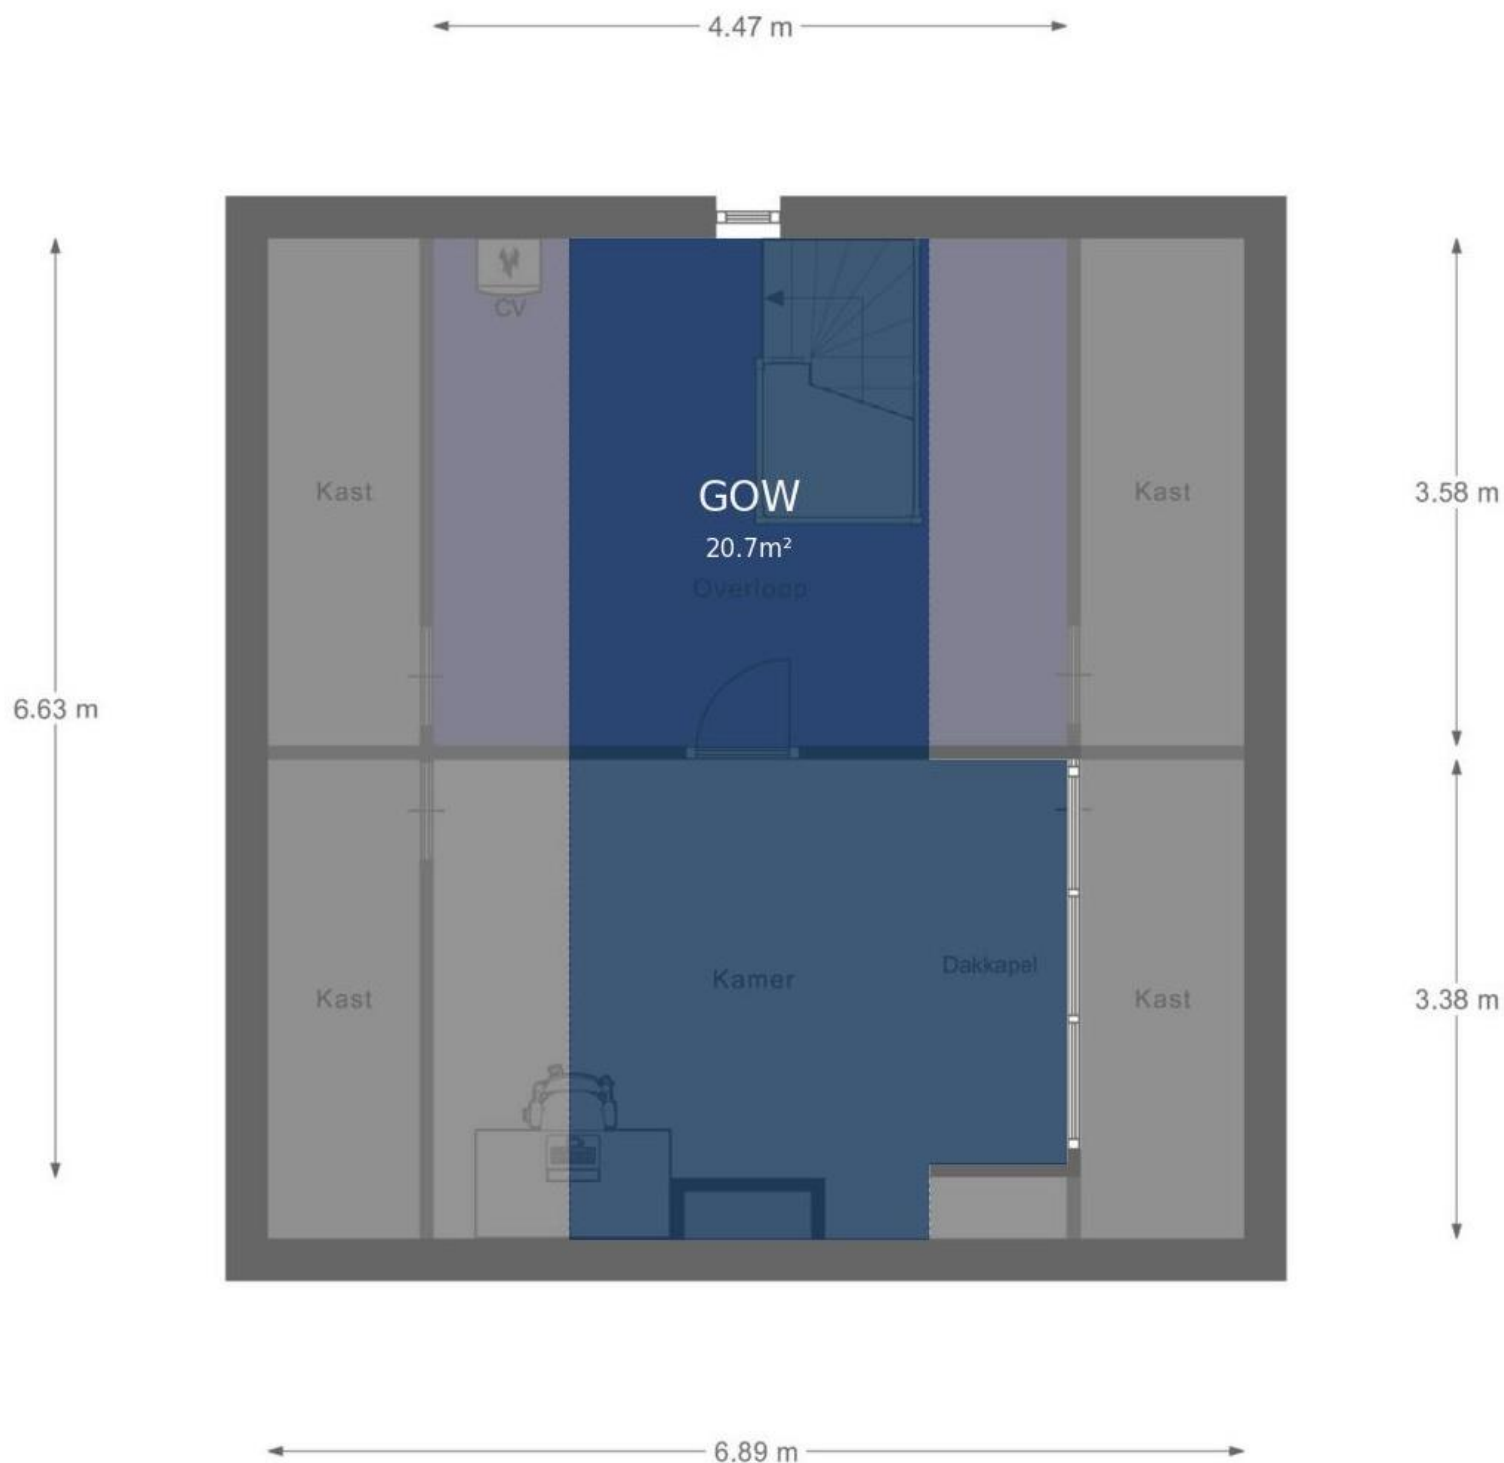 4.47 m
CV
Kast
Kast
GOW
3.58 m
20.7m²
Overloop
6.63 m
Dakkapel
Kamer
Kast
Kast
3.38 m
6.89 m